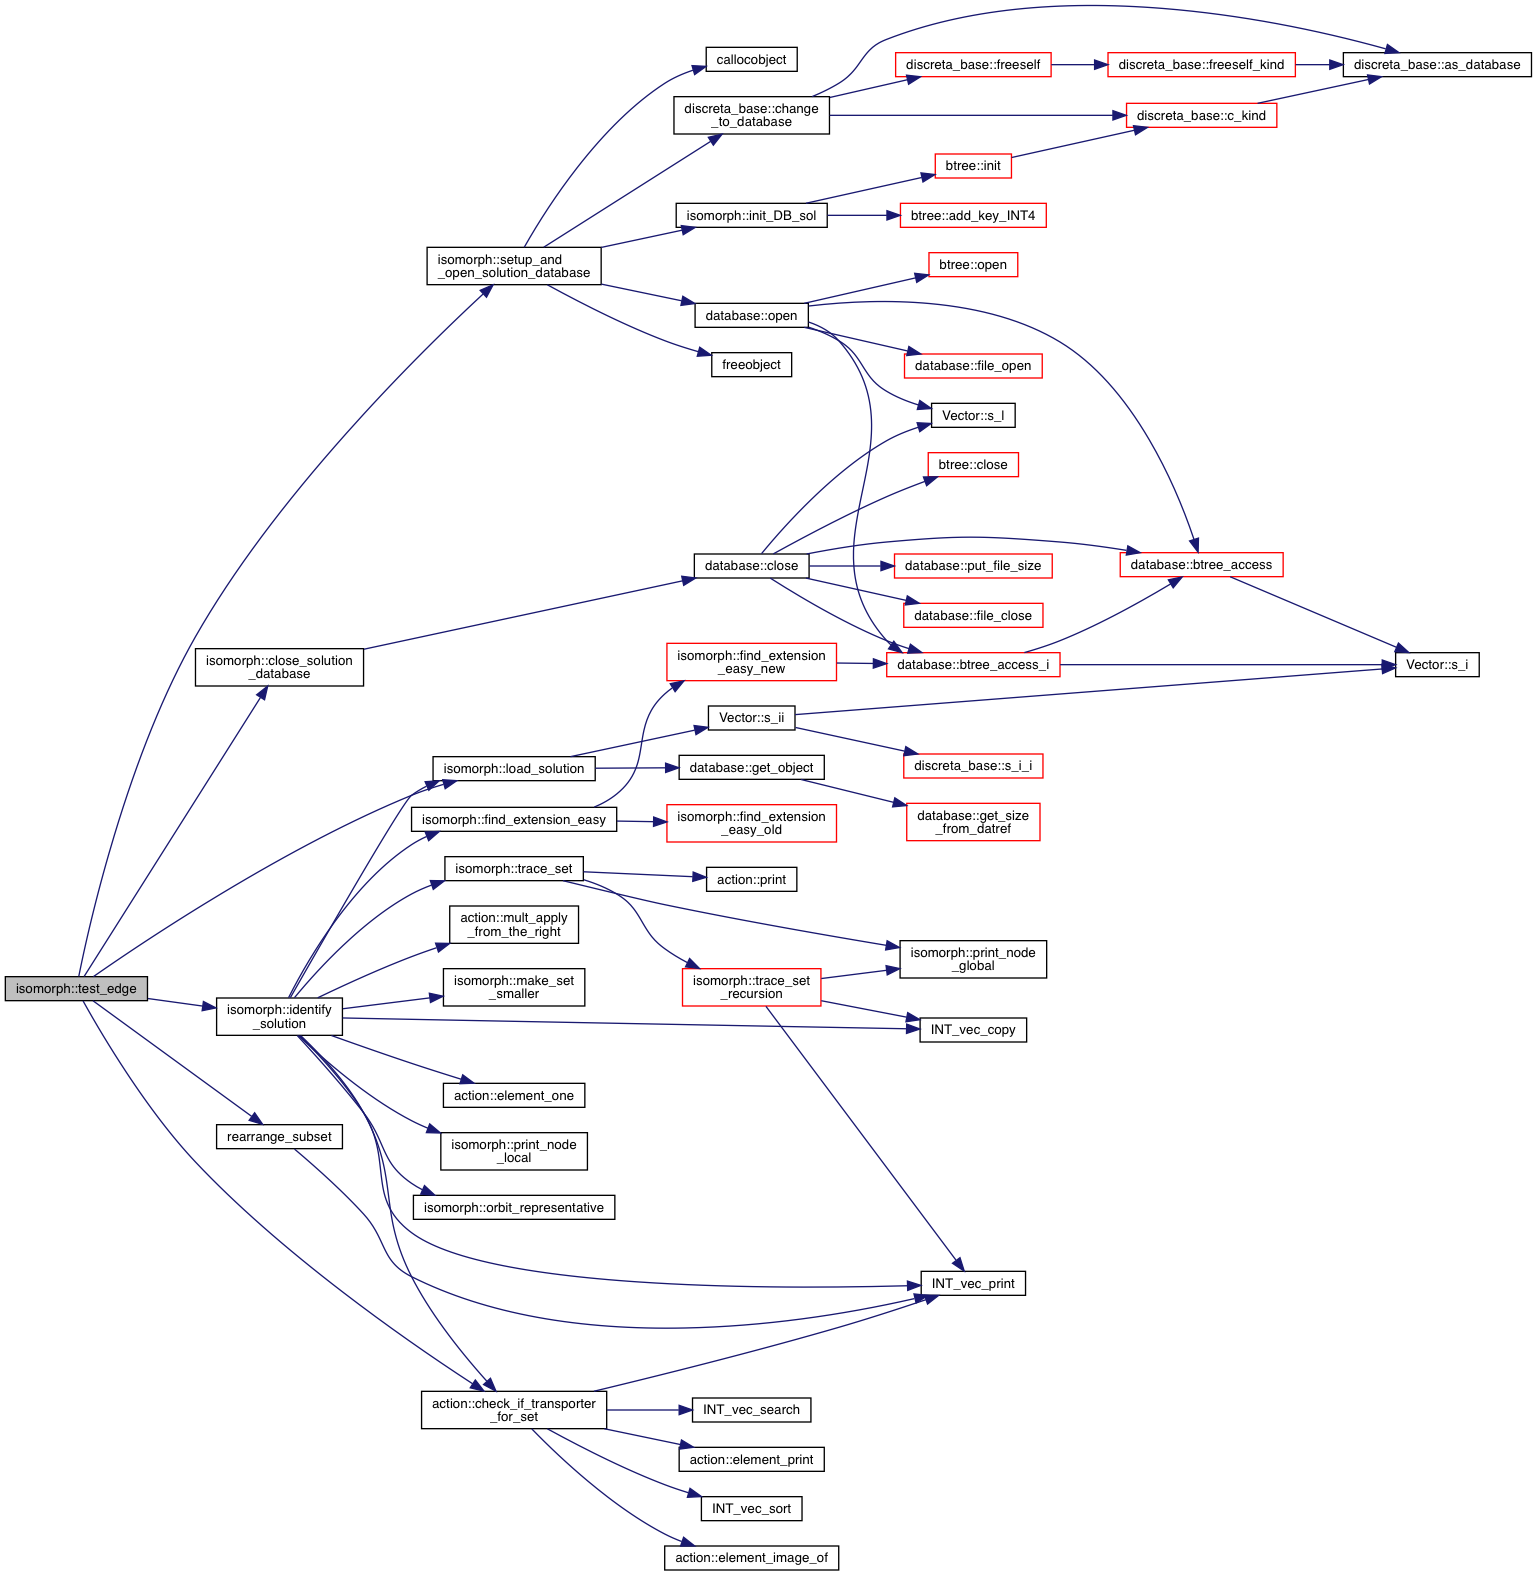 callocobject
discreta_base::change
_to_database
discreta_base::freeself
discreta_base::freeself_kind
discreta_base::as_database
discreta_base::c_kind
btree::init
isomorph::init_DB_sol
btree::add_key_INT4
isomorph::setup_and
_open_solution_database
btree::open
database::open
freeobject
database::file_open
Vector::s_l
btree::close
database::close
database::put_file_size
database::btree_access
database::file_close
isomorph::close_solution
_database
isomorph::find_extension
_easy_new
database::btree_access_i
Vector::s_i
Vector::s_ii
isomorph::load_solution
database::get_object
discreta_base::s_i_i
isomorph::find_extension_easy
isomorph::find_extension
_easy_old
database::get_size
_from_datref
isomorph::trace_set
action::print
action::mult_apply
_from_the_right
isomorph::print_node
_global
isomorph::test_edge
isomorph::identify
_solution
isomorph::make_set
_smaller
isomorph::trace_set
_recursion
INT_vec_copy
action::element_one
rearrange_subset
isomorph::print_node
_local
isomorph::orbit_representative
INT_vec_print
action::check_if_transporter
_for_set
INT_vec_search
action::element_print
INT_vec_sort
action::element_image_of